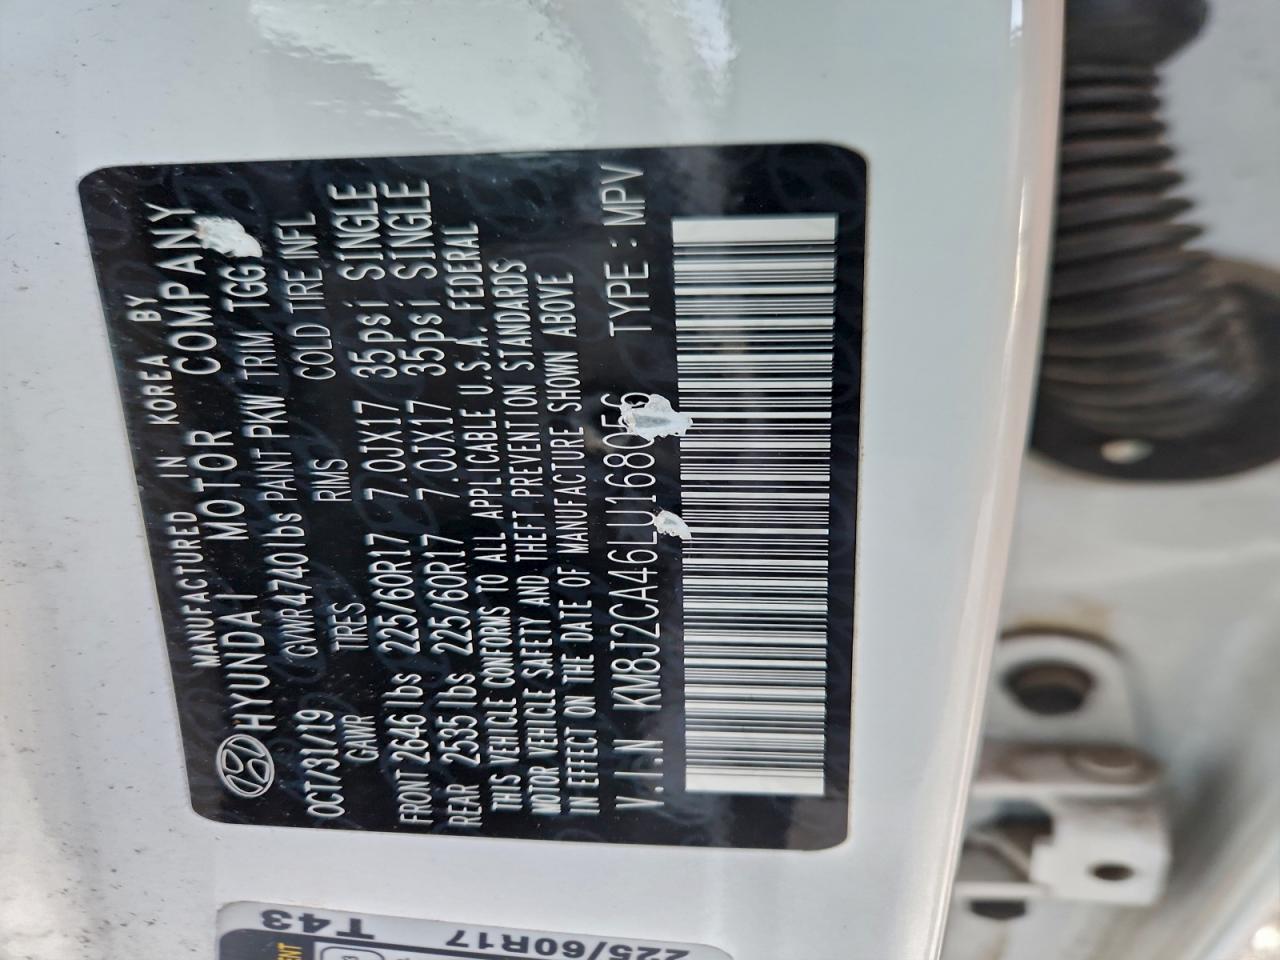 MANUFACTURED IN KOREA BY
HYUNDAI MOTOR COMPANY
OCT/31/19 GVWR4740lbs PANT PKW TRIM TGG
GAWR TIRES RIMS COLD TIRE INFL
FRONT 2646 lbs 225/60R17 7.0JX17 35psi SINGLE
REAR 2535 lbs 225/60R17 7.0JX17 35psi SINGLE
THIS VEHICLE CONFORMS TO ALL APPLICABLE U.S.A. FEDERAL
MOTOR VEHICLE SAFETY AND THEFT PREVENTION STANDARDS
IN EFFECT ON THE DATE OF MANUFACTURE SHOWN ABOVE
V.I.N KM8J2CA46LU168056 TYPE : MPV
T43
225/60R17